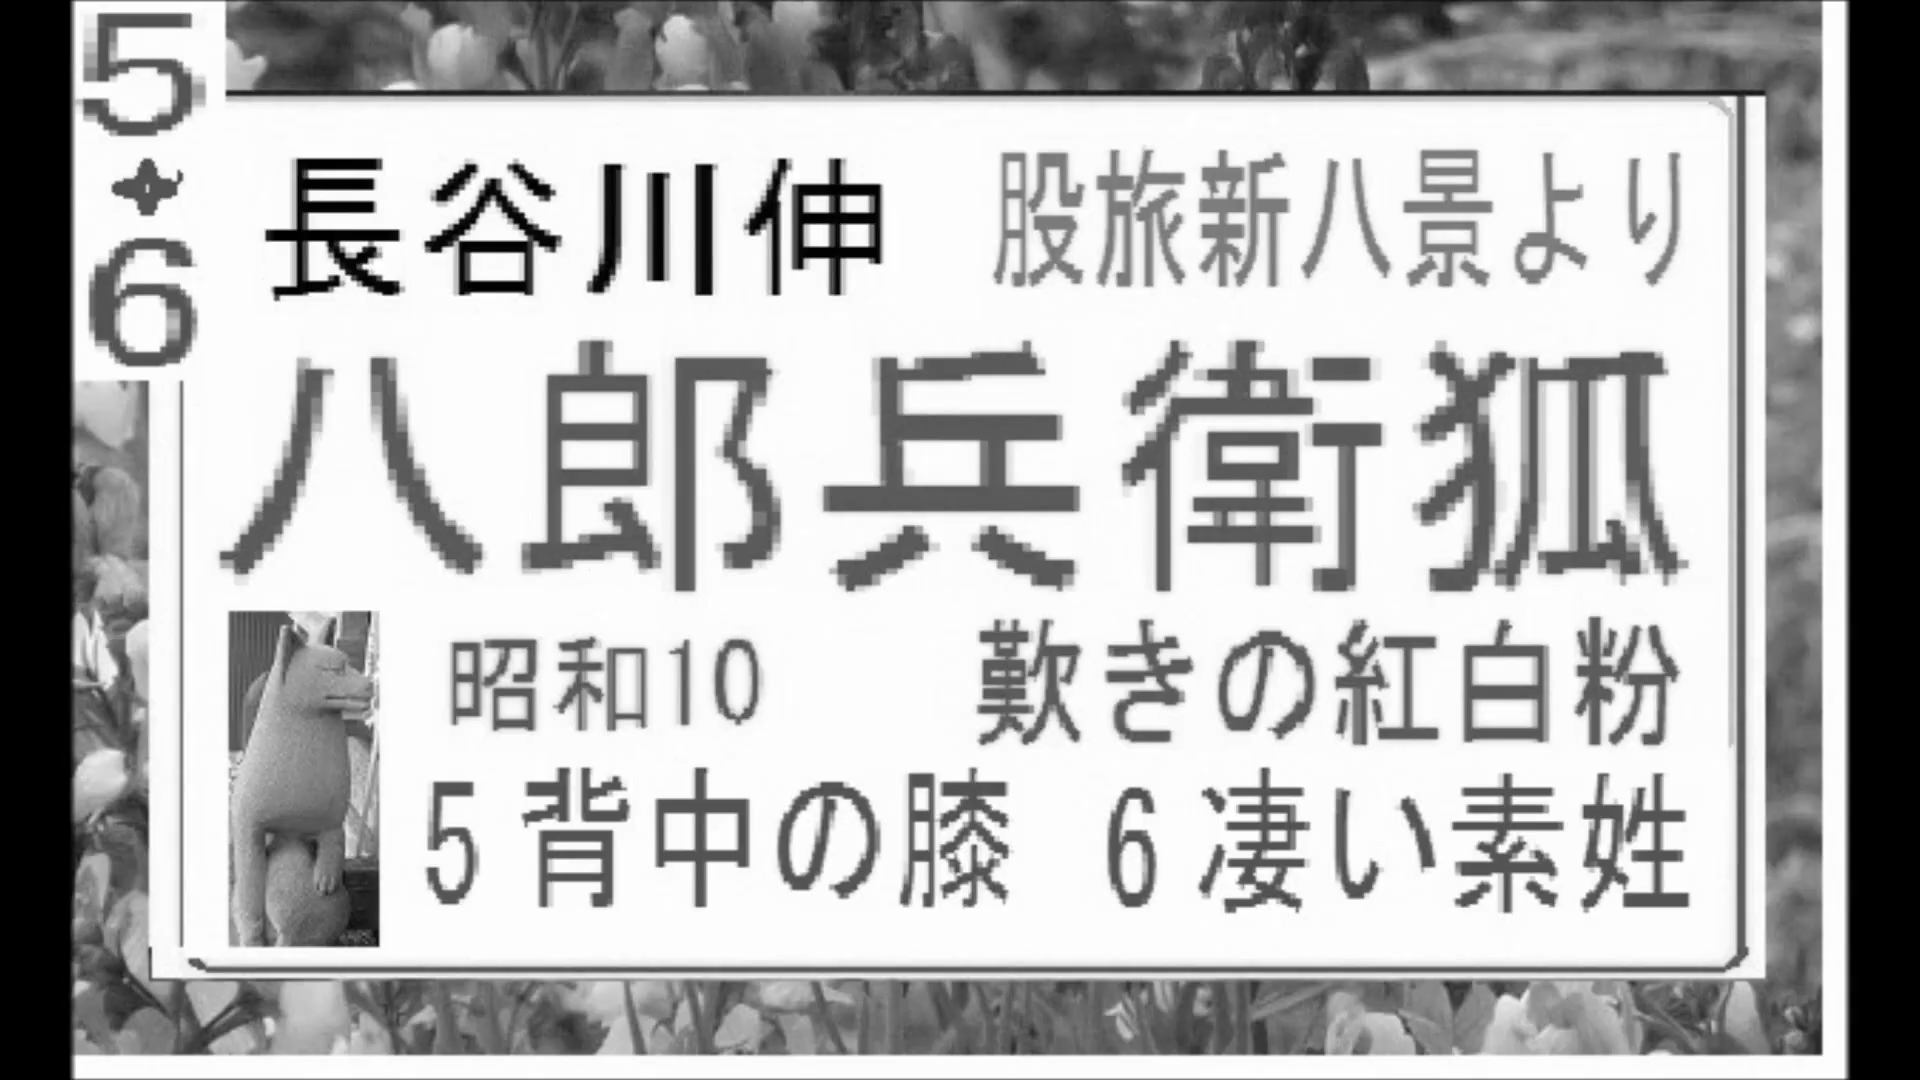 5
6
長谷川伸 股旅新八景より
八郎兵衛狐
昭和10 歎きの紅白粉
5 背中の膝 6 凄い素姓